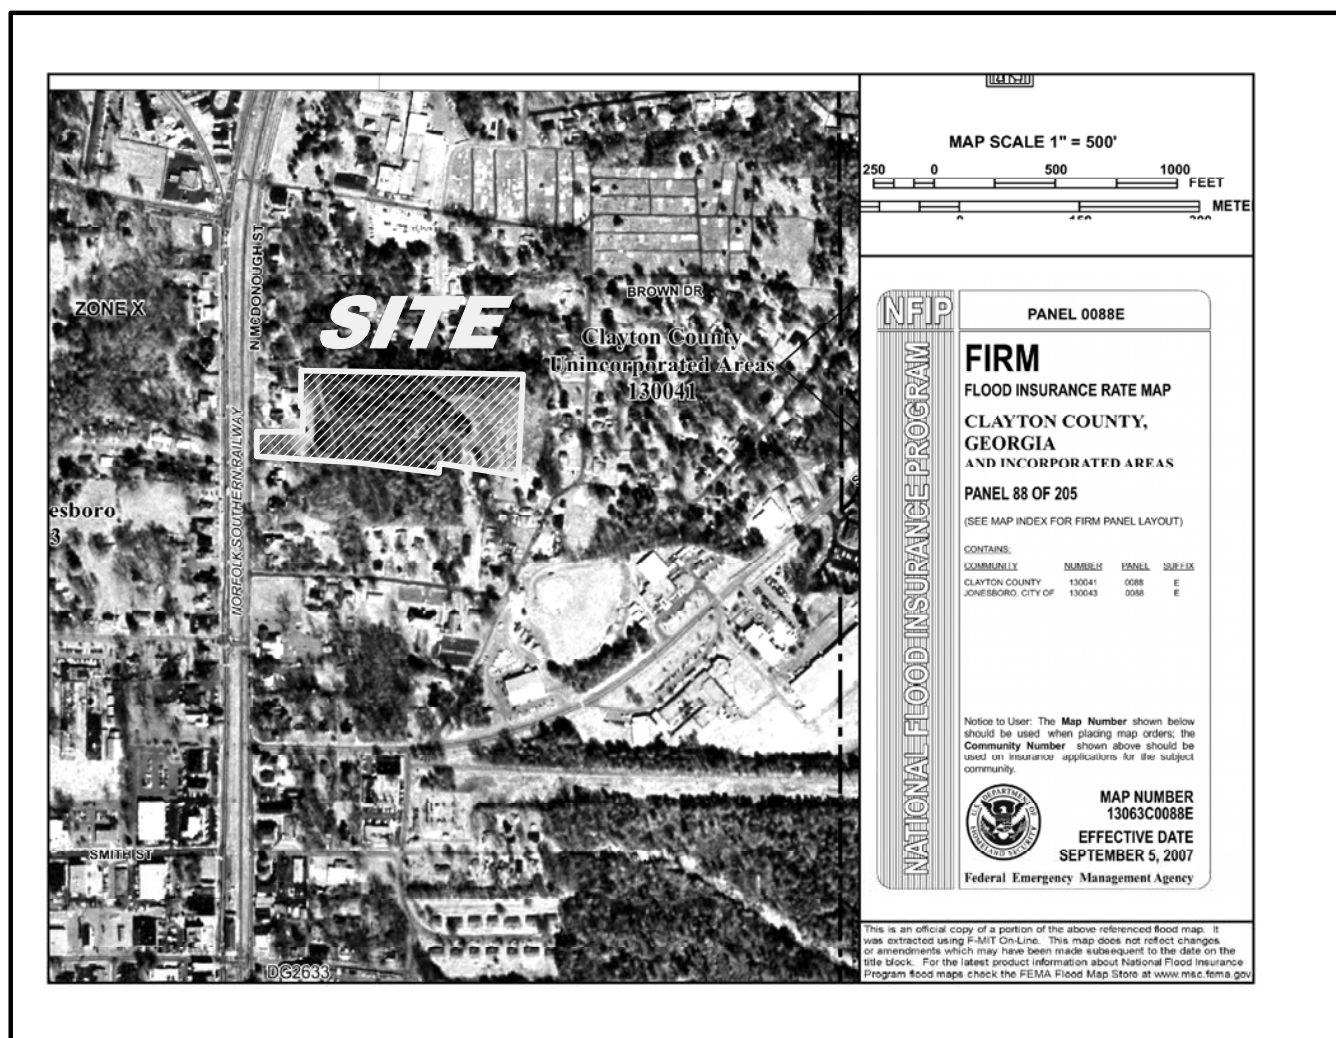 MAP SCALE 1" = 500'
250 0 500 1000
FEET
METE
0 150 300
N MCDONOUGH ST
ZONE X
BROWN DR
SITE
Clayton County
Unincorporated Areas
130041
NORFOLK SOUTHERN RAILWAY
esboro
3
SMITH ST
DG2633
NFIP
PANEL 0088E
NATIONAL FLOOD INSURANCE PROGRAM
FIRM
FLOOD INSURANCE RATE MAP
CLAYTON COUNTY,
GEORGIA
AND INCORPORATED AREAS
PANEL 88 OF 205
(SEE MAP INDEX FOR FIRM PANEL LAYOUT)
CONTAINS:
COMMUNITY NUMBER PANEL SUFFIX
CLAYTON COUNTY 130041 0088 E
JONESBORO, CITY OF 130043 0088 E
Notice to User: The Map Number shown below
should be used when placing map orders; the
Community Number shown above should be
used on insurance applications for the subject
community.
U.S. DEPARTMENT OF
HOMELAND SECURITY
MAP NUMBER
13063C0088E
EFFECTIVE DATE
SEPTEMBER 5, 2007
Federal Emergency Management Agency
This is an official copy of a portion of the above referenced flood map. It
was extracted using F-MIT On-Line. This map does not reflect changes
or amendments which may have been made subsequent to the date on the
title block. For the latest product information about National Flood Insurance
Program flood maps check the FEMA Flood Map Store at www.msc.fema.gov